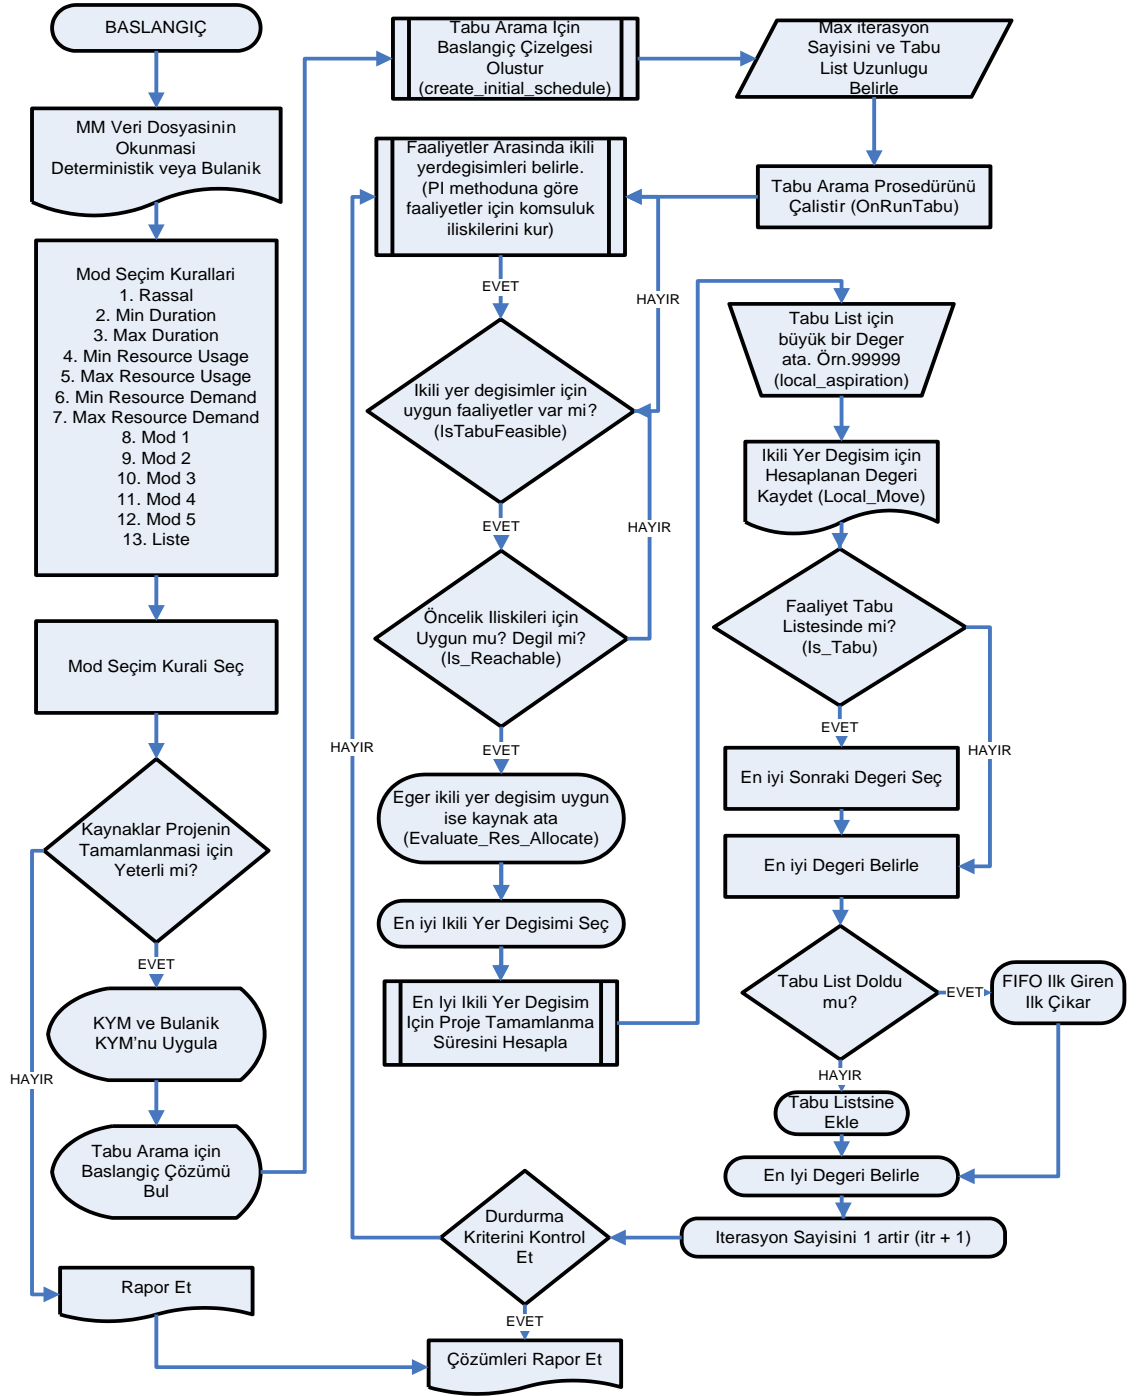 BASLANGIÇ
MM Veri Dosyasinin
Okunmasi
Deterministik veya Bulanik
Mod Seçim Kurallari
1. Rassal
2. Min Duration
3. Max Duration
4. Min Resource Usage
5. Max Resource Usage
6. Min Resource Demand
7. Max Resource Demand
8. Mod 1
9. Mod 2
10. Mod 3
11. Mod 4
12. Mod 5
13. Liste
Mod Seçim Kurali Seç
Kaynaklar Projenin
Tamamlanmasi için
Yeterli mi?
EVET
HAYIR
KYM ve Bulanik
KYM'nu Uygula
Tabu Arama için
Baslangiç Çözümü
Bul
Rapor Et
Tabu Arama Için
Baslangiç Çizelgesi
Olustur
(create_initial_schedule)
Max iterasyon
Sayisini ve Tabu
List Uzunlugu
Belirle
Tabu Arama Prosedürünü
Çalistir (OnRunTabu)
Faaliyetler Arasinda ikili
yerdegisimleri belirle.
(PI methoduna göre
faaliyetler için komsuluk
iliskilerini kur)
EVET
HAYIR
Ikili yer degisimler için
uygun faaliyetler var mi?
(IsTabuFeasible)
EVET
HAYIR
Öncelik Iliskileri için
Uygun mu? Degil mi?
(Is_Reachable)
EVET
HAYIR
Eger ikili yer degisim uygun
ise kaynak ata
(Evaluate_Res_Allocate)
En iyi Ikili Yer Degisimi Seç
En Iyi Ikili Yer Degisim
Için Proje Tamamlanma
Süresini Hesapla
Tabu List için
büyük bir Deger
ata. Örn.99999
(local_aspiration)
Ikili Yer Degisim için
Hesaplanan Degeri
Kaydet (Local_Move)
Faaliyet Tabu
Listesinde mi?
(Is_Tabu)
EVET
HAYIR
En iyi Sonraki Degeri Seç
En iyi Degeri Belirle
Tabu List Doldu
mu?
EVET
FIFO Ilk Giren
Ilk Çikar
HAYIR
Tabu Listsine
Ekle
En Iyi Degeri Belirle
Iterasyon Sayisini 1 artir (itr + 1)
Durdurma
Kriterini Kontrol
Et
EVET
Çözümleri Rapor Et